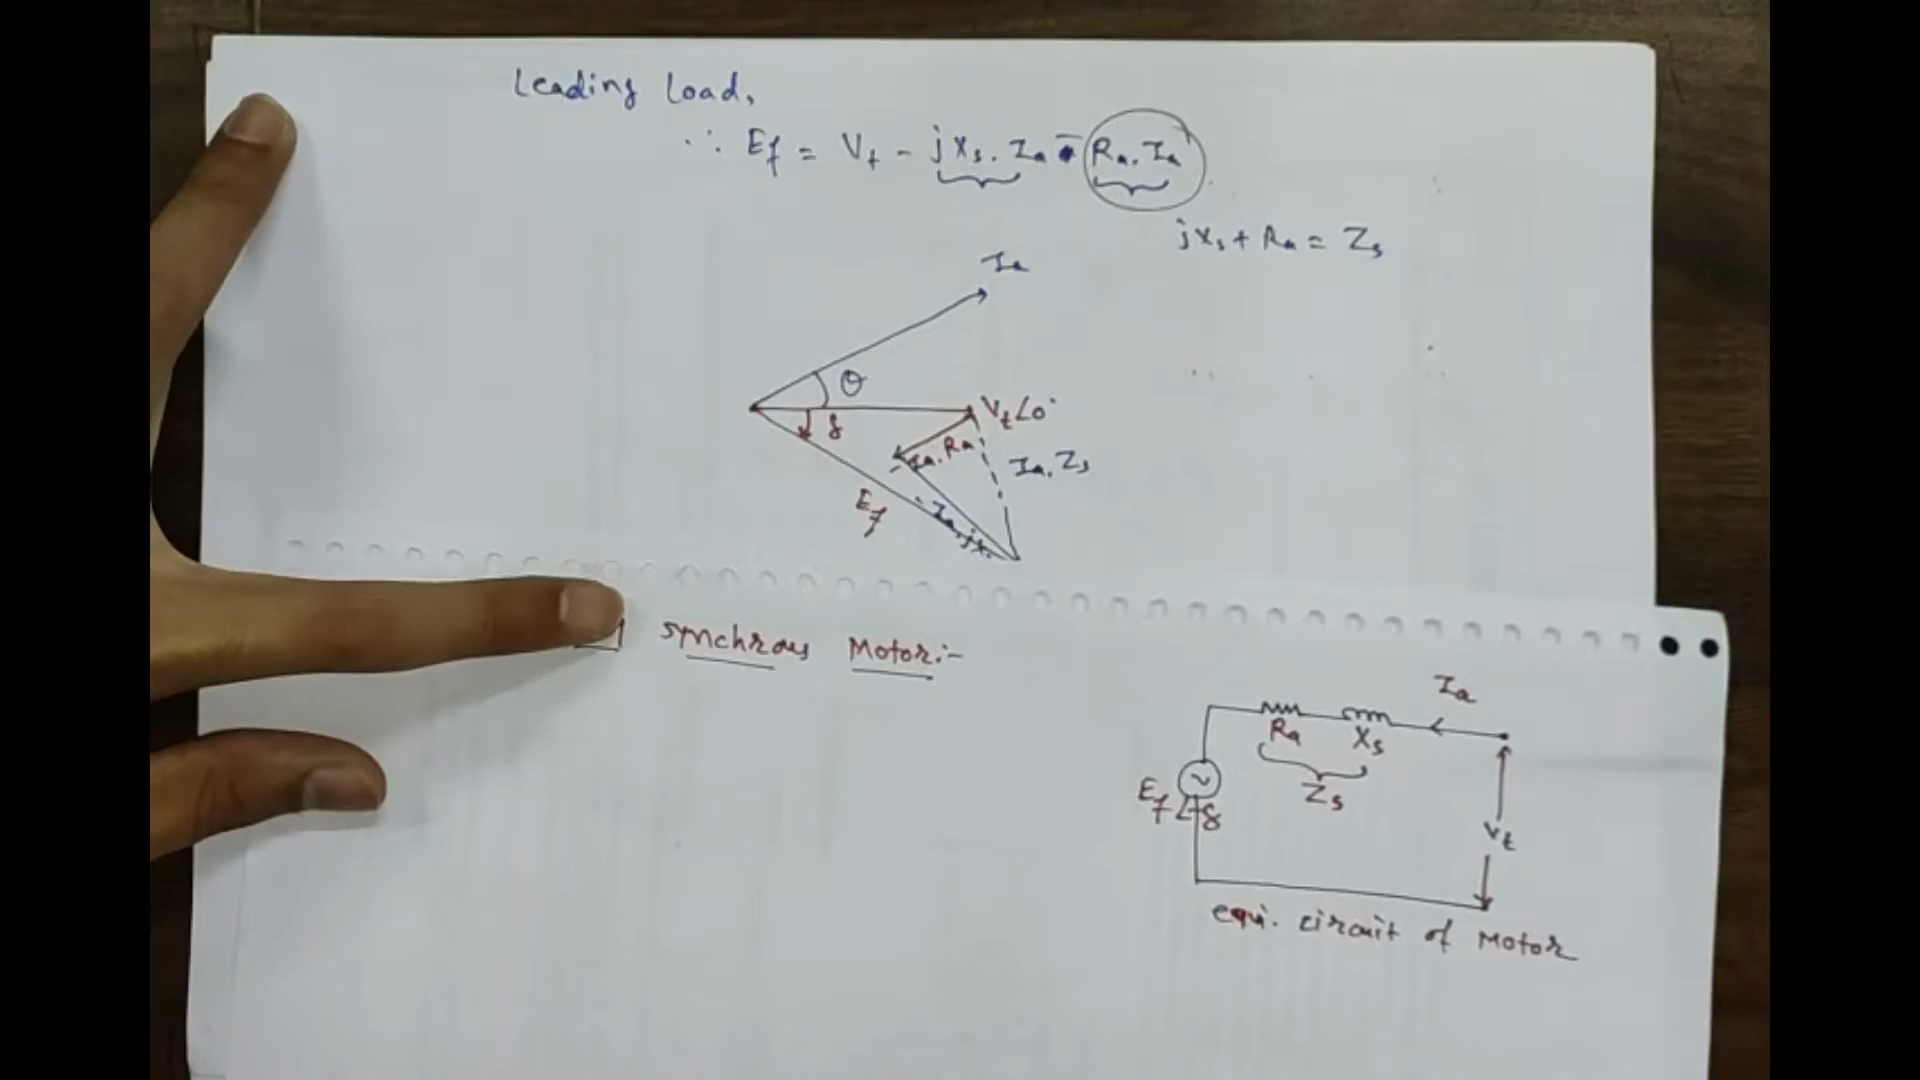 Leading Load,
∴ Ef = Vt - jXs. Ia - Ra. Ia
jXs + Ra = Zs
Ia
θ
Vt∠0°
δ
Ia. Ra
Ia. Zs
Ef
- Ia. jX.
synchrous Motor:-
Ia
Ra Xs
Zs
Ef∠-δ
Vt
equi. circuit of Motor